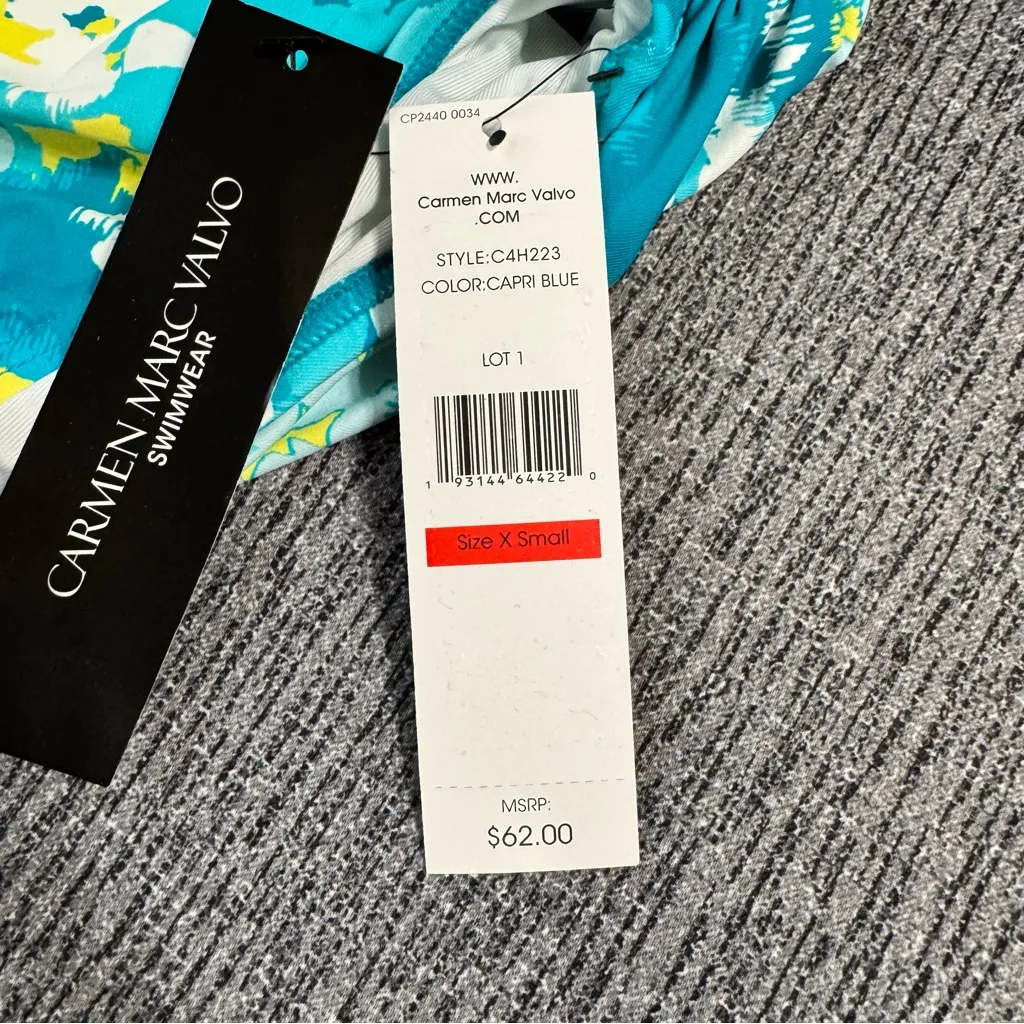 CARMEN MARC VALVO
SWIMWEAR
CP2440 0034
WWW.
Carmen Marc Valvo
.COM
STYLE:C4H223
COLOR:CAPRI BLUE
LOT 1
1 93144 64422 0
Size X Small
MSRP:
$62.00